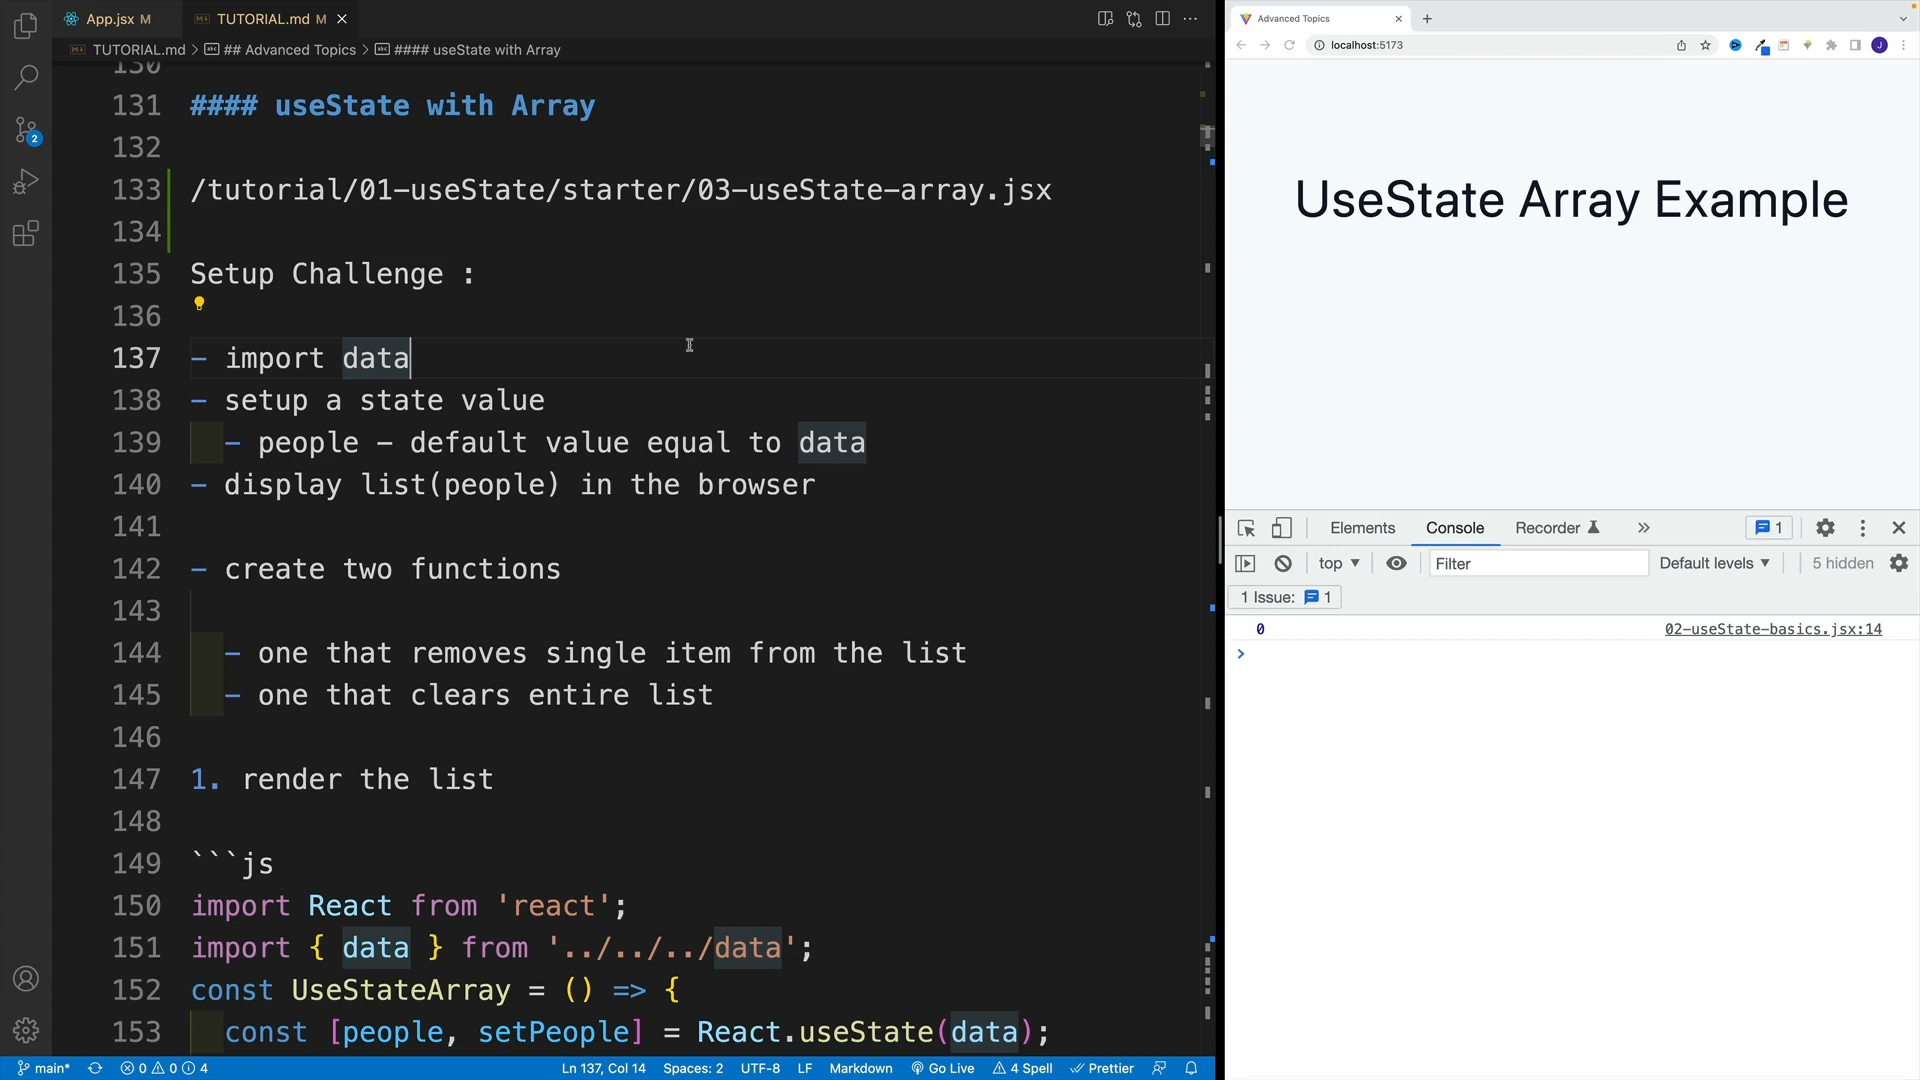 App.jsx M
TUTORIAL.md M
TUTORIAL.md > ## Advanced Topics > #### useState with Array
130
131 #### useState with Array
132
133 /tutorial/01-useState/starter/03-useState-array.jsx
134
135 Setup Challenge :
136
137 - import data
138 - setup a state value
139 - people - default value equal to data
140 - display list(people) in the browser
141
142 - create two functions
143
144 - one that removes single item from the list
145 - one that clears entire list
146
147 1. render the list
148
149 ```js
150 import React from 'react';
151 import { data } from '../../../data';
152 const UseStateArray = () => {
153 const [people, setPeople] = React.useState(data);
2
main* 0 0 4 Ln 137, Col 14 Spaces: 2 UTF-8 LF Markdown Go Live 4 Spell Prettier
Advanced Topics
localhost:5173
J
UseState Array Example
Elements Console Recorder 1
top Filter Default levels 5 hidden
1 Issue: 1
0 02-useState-basics.jsx:14